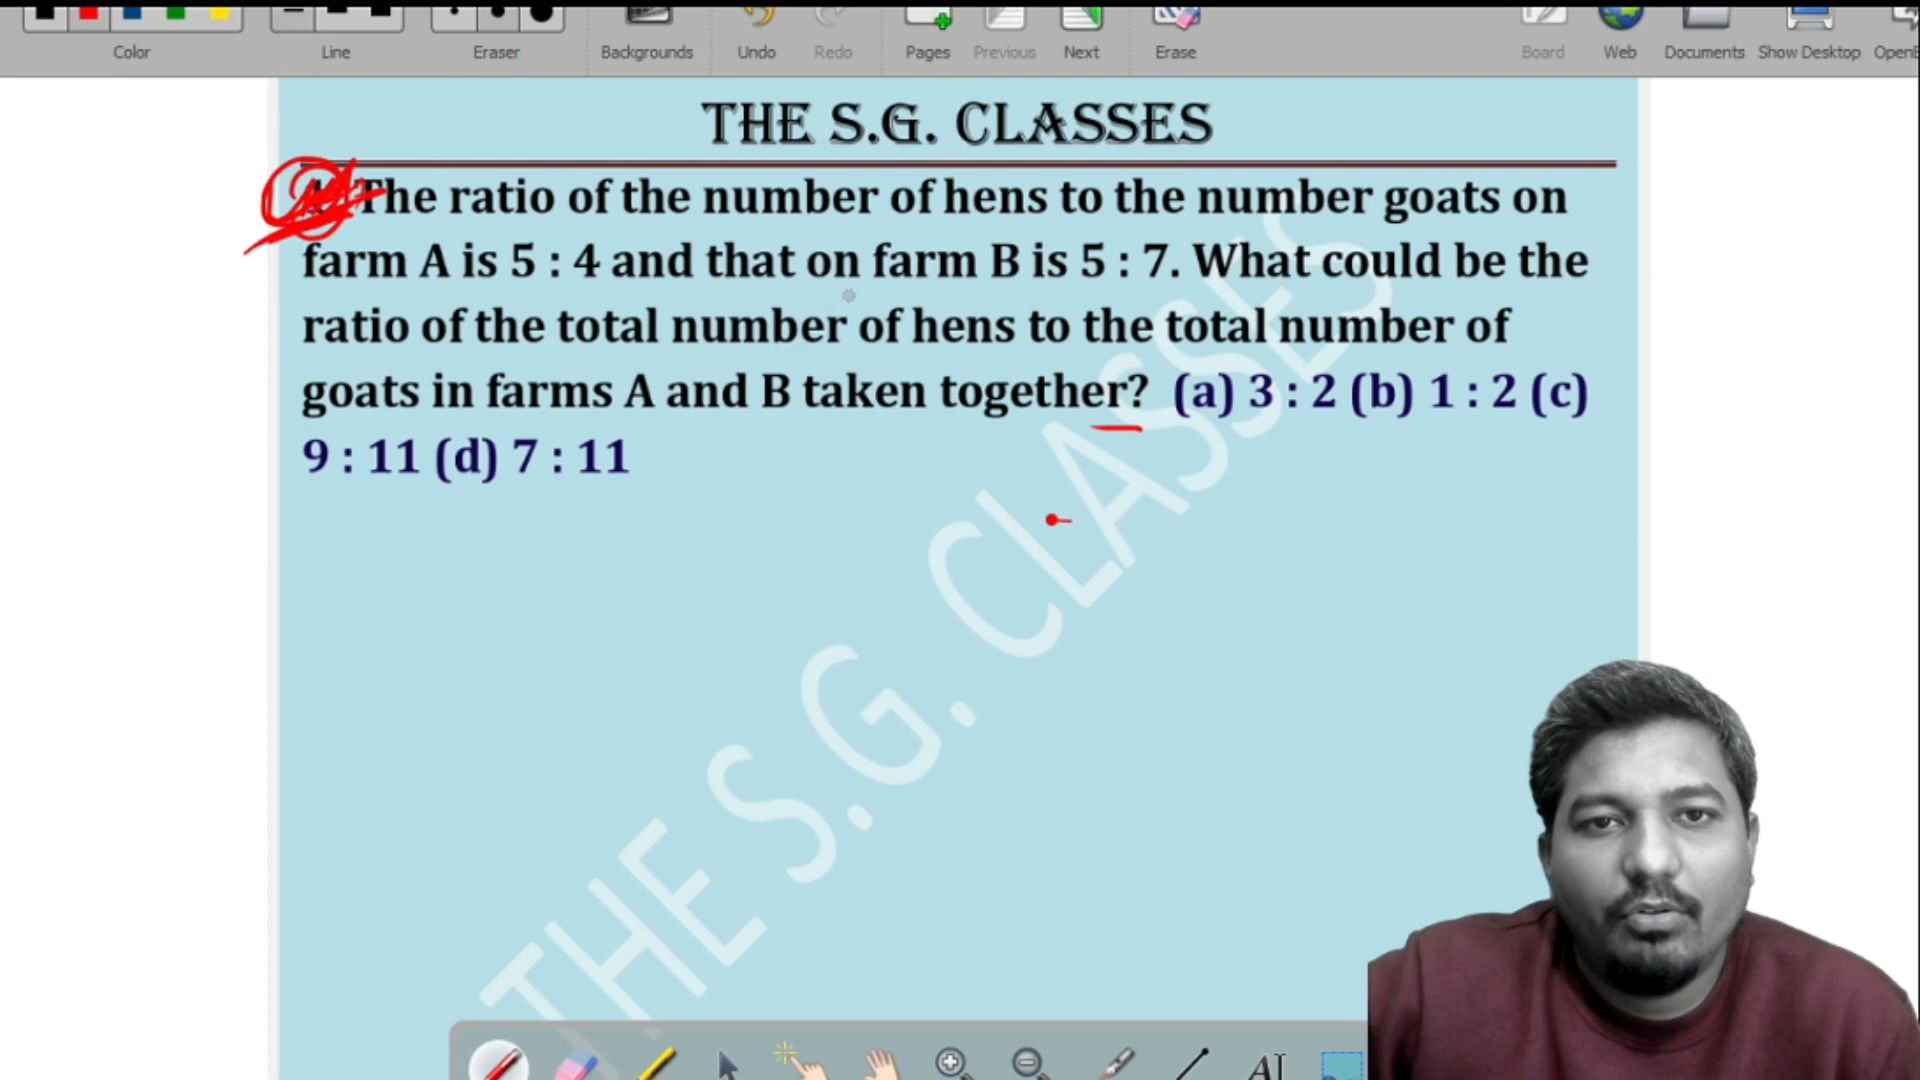 Color Line Eraser Backgrounds Undo Redo Pages Previous Next Erase Board Web Documents Show Desktop
THE S.G. CLASSES
The ratio of the number of hens to the number goats on
farm A is 5 : 4 and that on farm B is 5 : 7. What could be the
ratio of the total number of hens to the total number of
goats in farms A and B taken together? (a) 3 : 2 (b) 1 : 2 (c)
9 : 11 (d) 7 : 11
THE S.G. CLASSES
AI